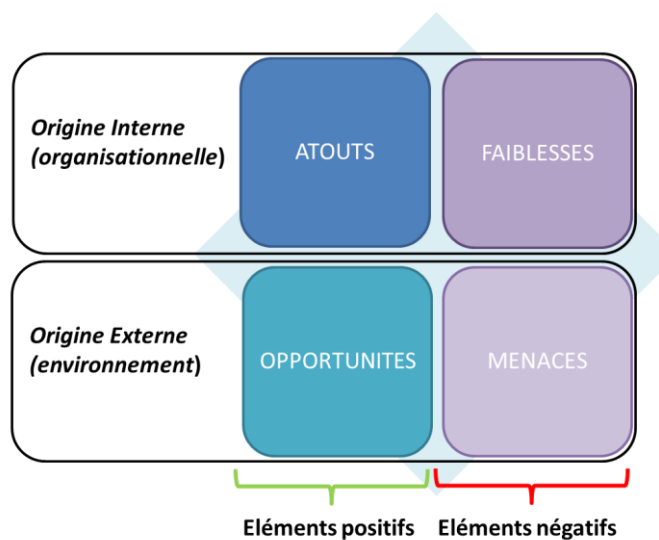 Origine Interne
(organisationnelle)
ATOUTS
FAIBLESSES
Origine Externe
(environnement)
OPPORTUNITES
MENACES
Eléments positifs
Eléments négatifs